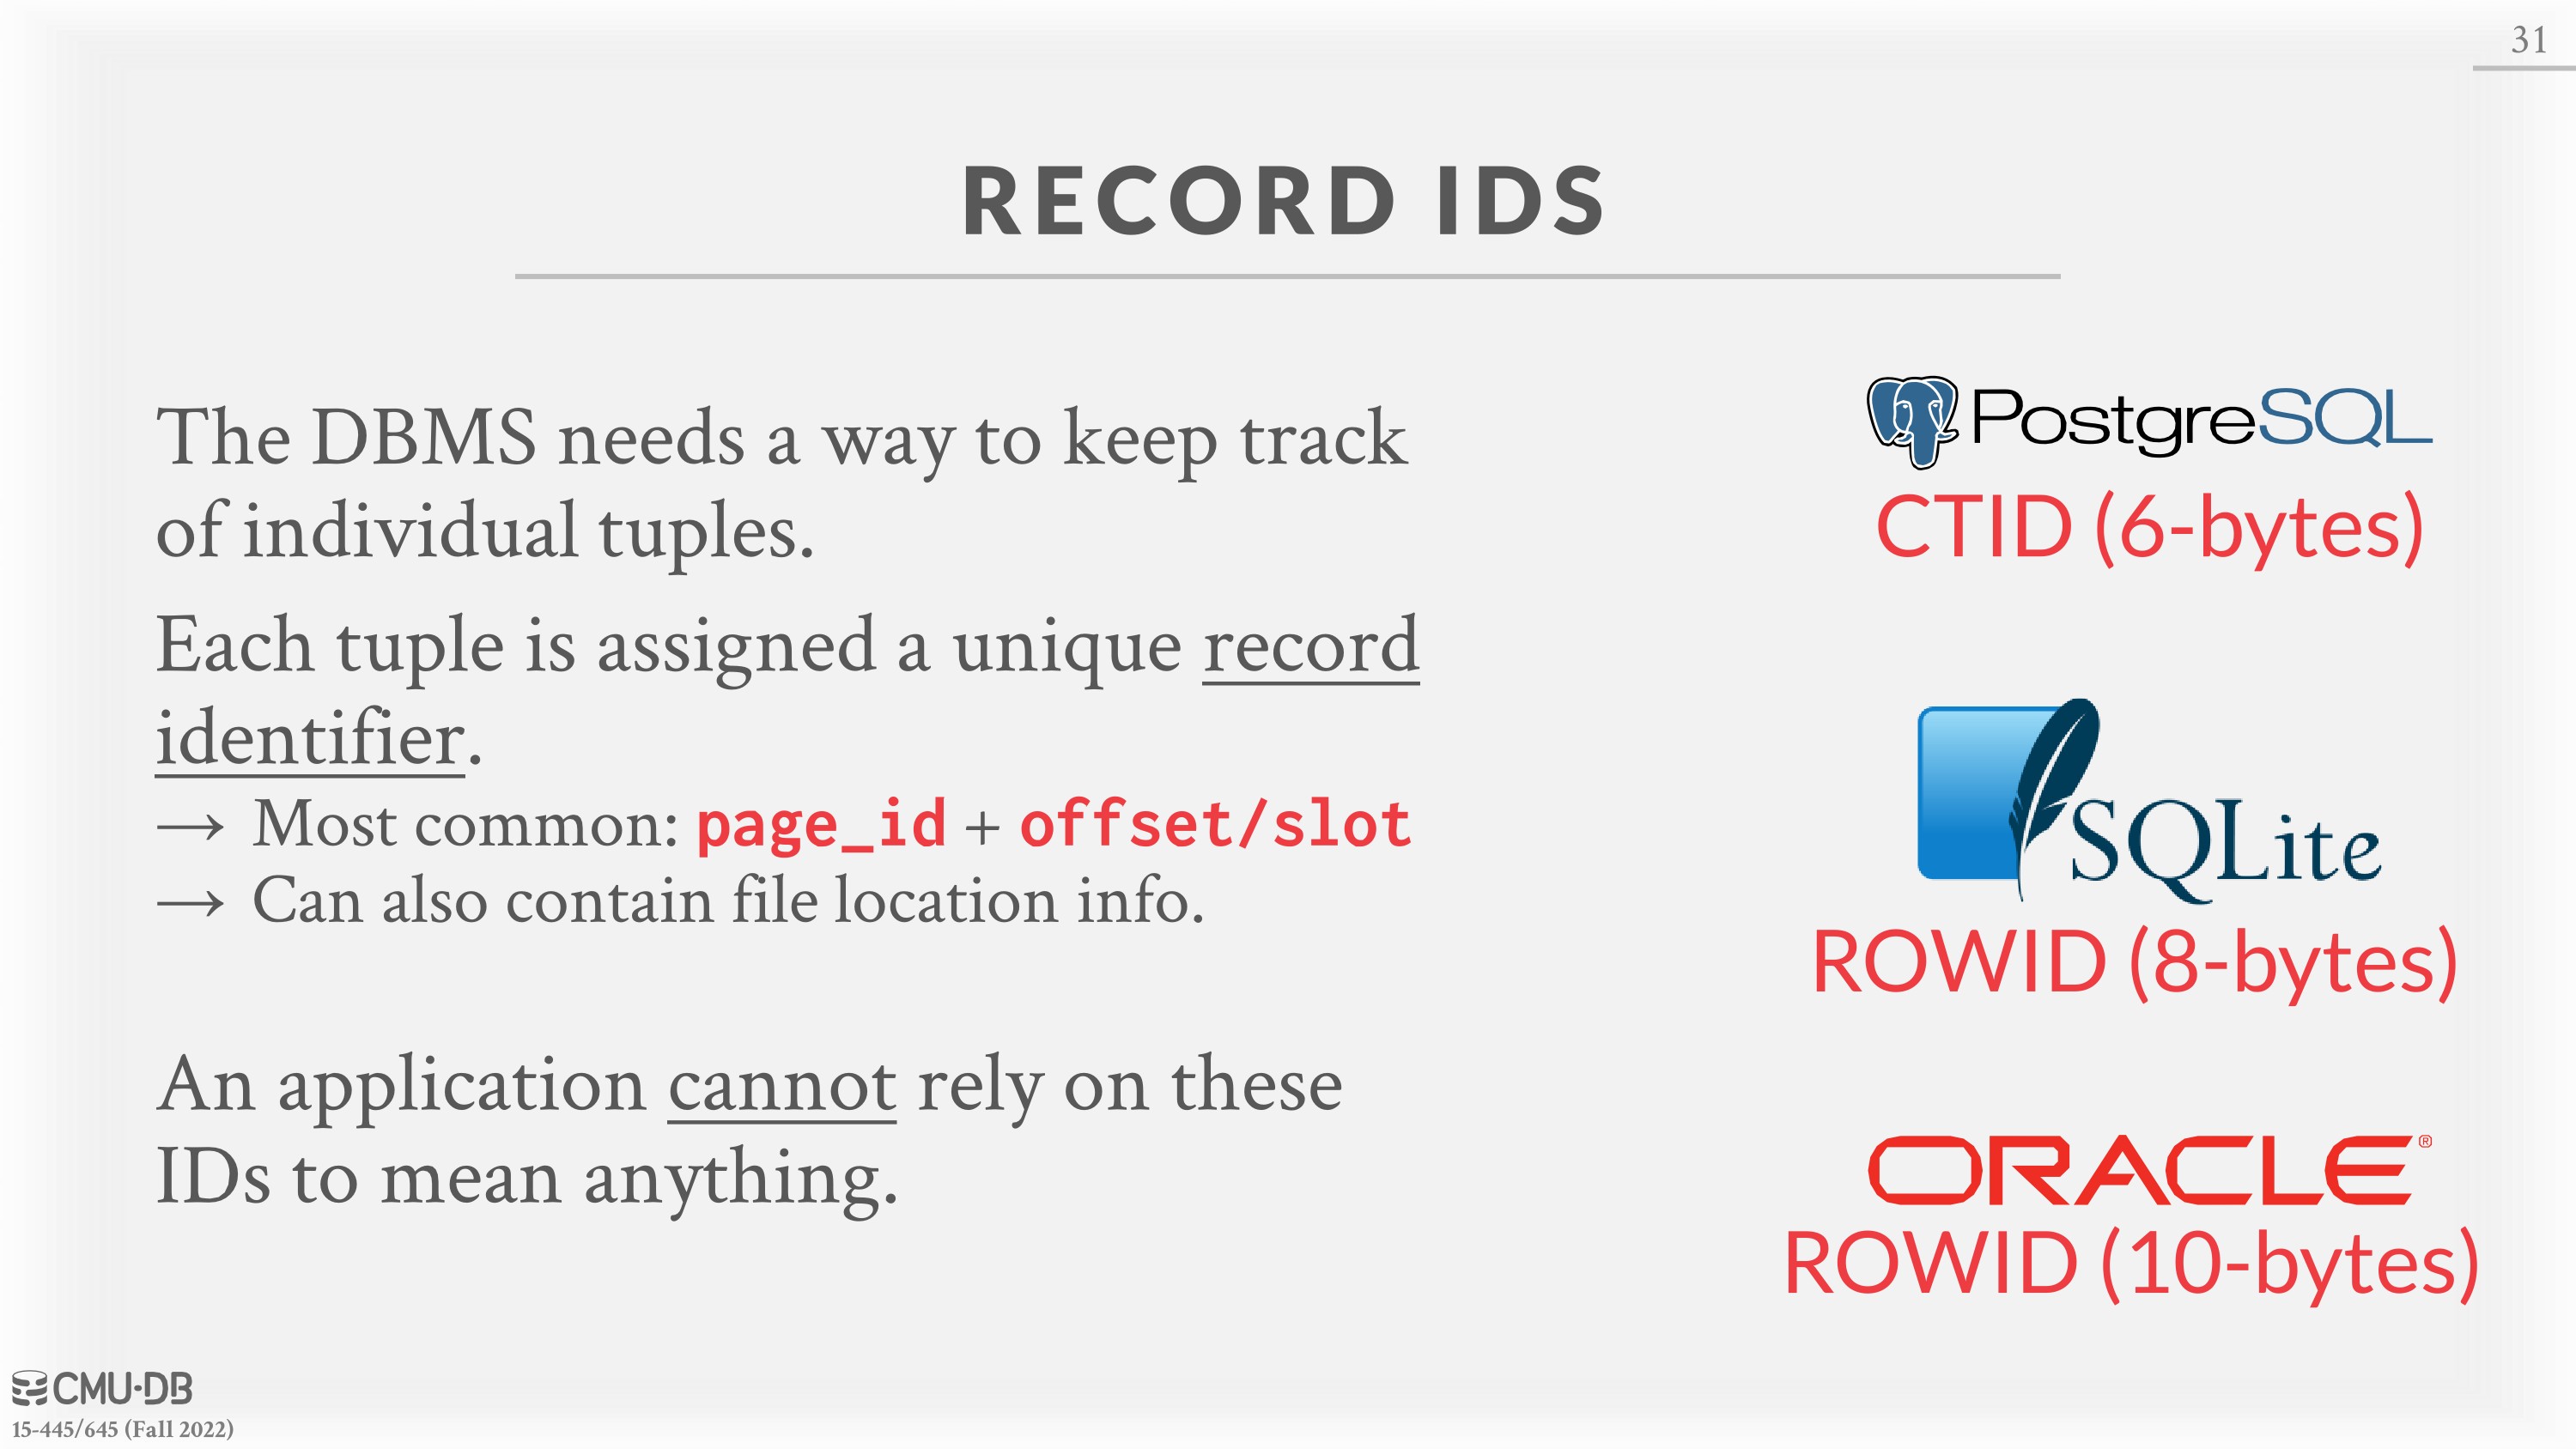 31
RECORD IDS
The DBMS needs a way to keep track
of individual tuples.
Each tuple is assigned a unique record
identifier.
→ Most common: page_id + offset/slot
→ Can also contain file location info.
An application cannot rely on these
IDs to mean anything.
PostgreSQL
CTID (6-bytes)
SQLite
ROWID (8-bytes)
ORACLE®
ROWID (10-bytes)
CMU·DB
15-445/645 (Fall 2022)